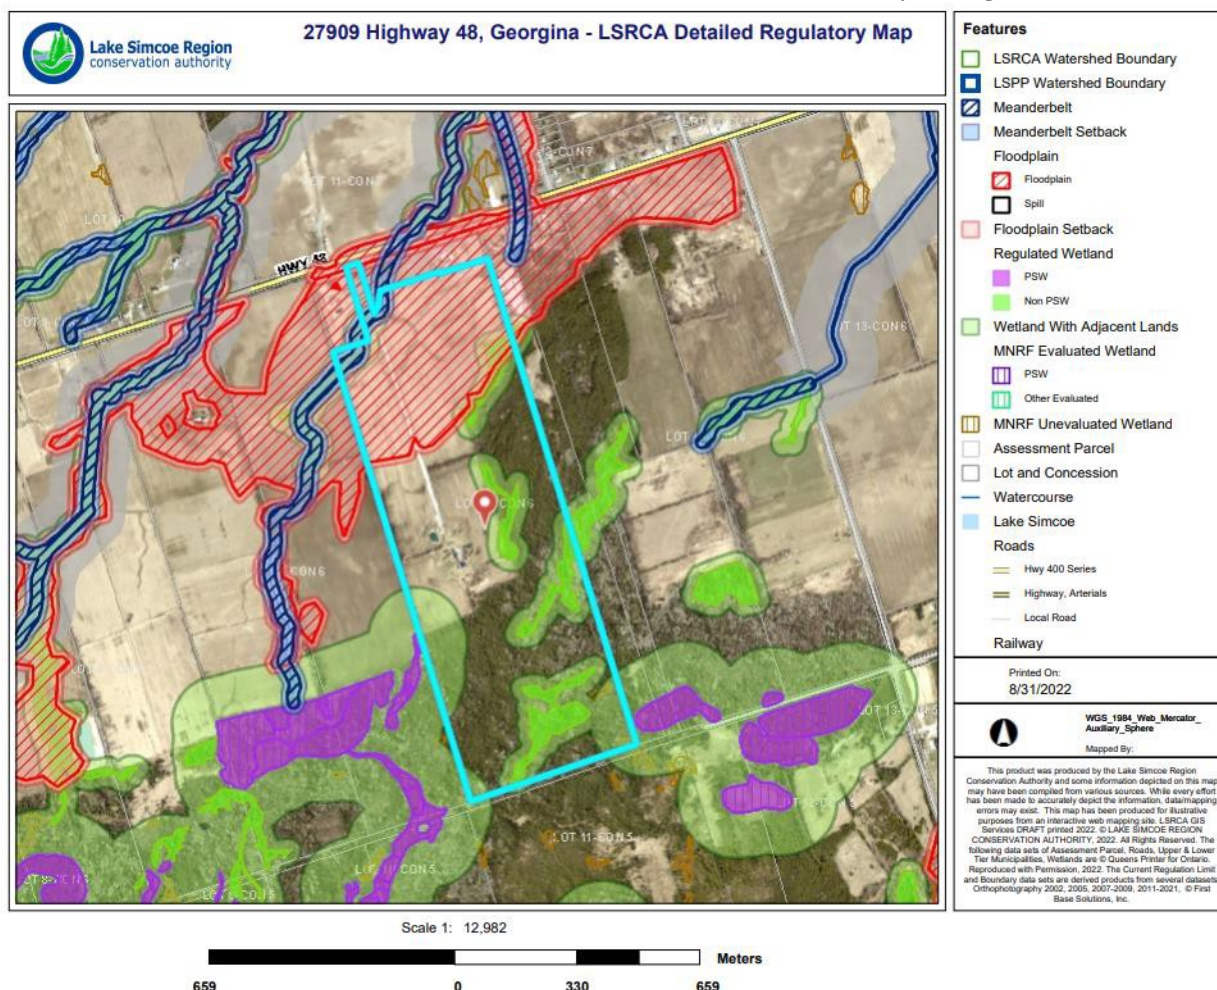 Lake Simcoe Region
conservation authority
27909 Highway 48, Georgina - LSRCA Detailed Regulatory Map
HWY 48
LOT 11-CON5
Features
LSRCA Watershed Boundary
LSPP Watershed Boundary
Meanderbelt
Meanderbelt Setback
Floodplain
Floodplain
Spill
Floodplain Setback
Regulated Wetland
PSW
Non PSW
Wetland With Adjacent Lands
MNRF Evaluated Wetland
PSW
Other Evaluated
MNRF Unevaluated Wetland
Assessment Parcel
Lot and Concession
Watercourse
Lake Simcoe
Roads
Hwy 400 Series
Highway, Arterials
Local Road
Railway
Printed On:
8/31/2022
WGS_1984_Web_Mercator_
Auxiliary_Sphere
Mapped By:
This product was produced by the Lake Simcoe Region
Conservation Authority and some information depicted on this map
may have been compiled from various sources. While every effort
has been made to accurately depict the information, data/mapping
errors may exist. This map has been produced for illustrative
purposes from an interactive web mapping site. LSRCA GIS
Services DRAFT printed 2022. © LAKE SIMCOE REGION
CONSERVATION AUTHORITY, 2022. All Rights Reserved. The
following data sets of Assessment Parcel, Roads, Upper & Lower
Tier Municipalities, Wetlands are © Queens Printer for Ontario.
Reproduced with Permission, 2022. The Current Regulation Limit
and Boundary data sets are derived products from several datasets.
Orthophotography 2002, 2005, 2007-2009, 2011-2021, © First
Base Solutions, Inc.
Scale 1: 12,982
Meters
659 0 330 659